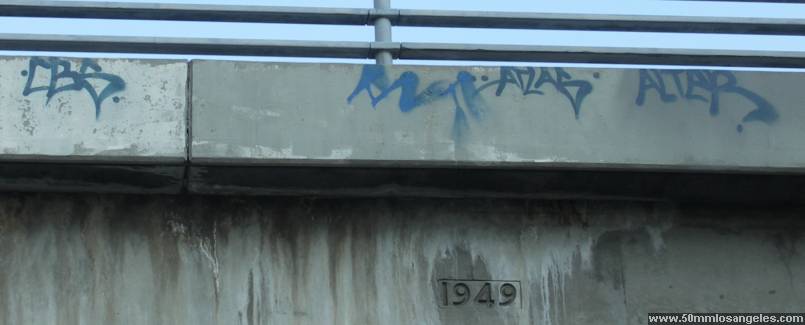 CBS ATLAS ALTER
1949
www.50mmlosangeles.com